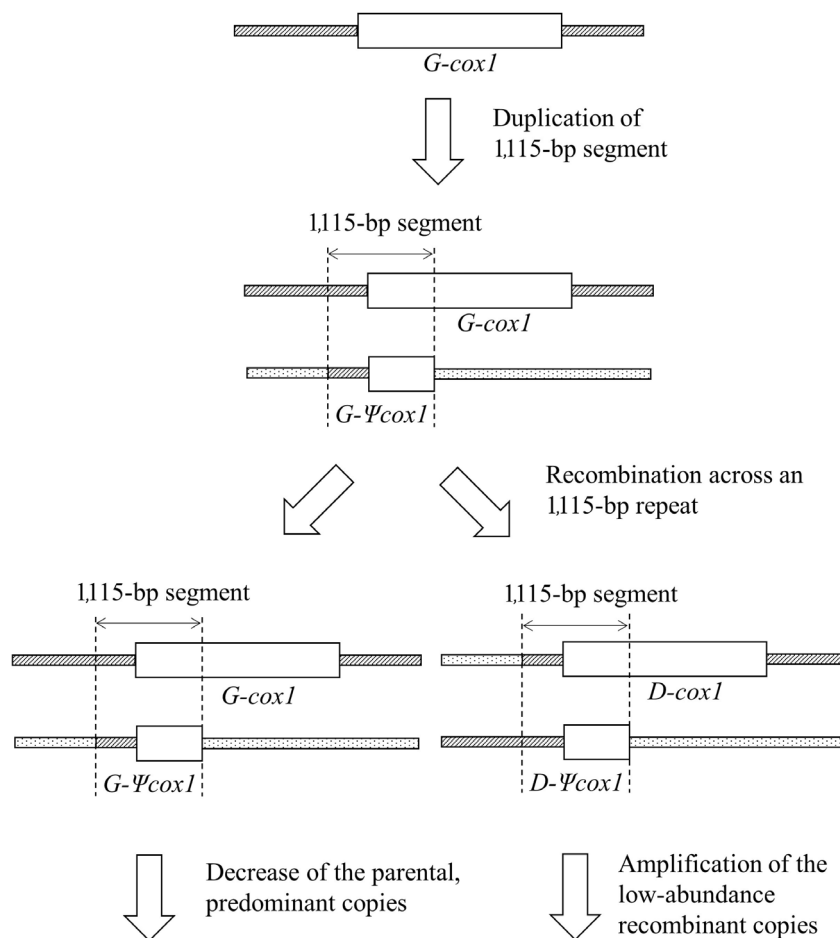 G-cox1
Duplication of
1,115-bp segment
1,115-bp segment
G-cox1
G-Ψcox1
Recombination across an
1,115-bp repeat
1,115-bp segment
1,115-bp segment
G-cox1
D-cox1
G-Ψcox1
D-Ψcox1
Decrease of the parental,
predominant copies
Amplification of the
low-abundance
recombinant copies